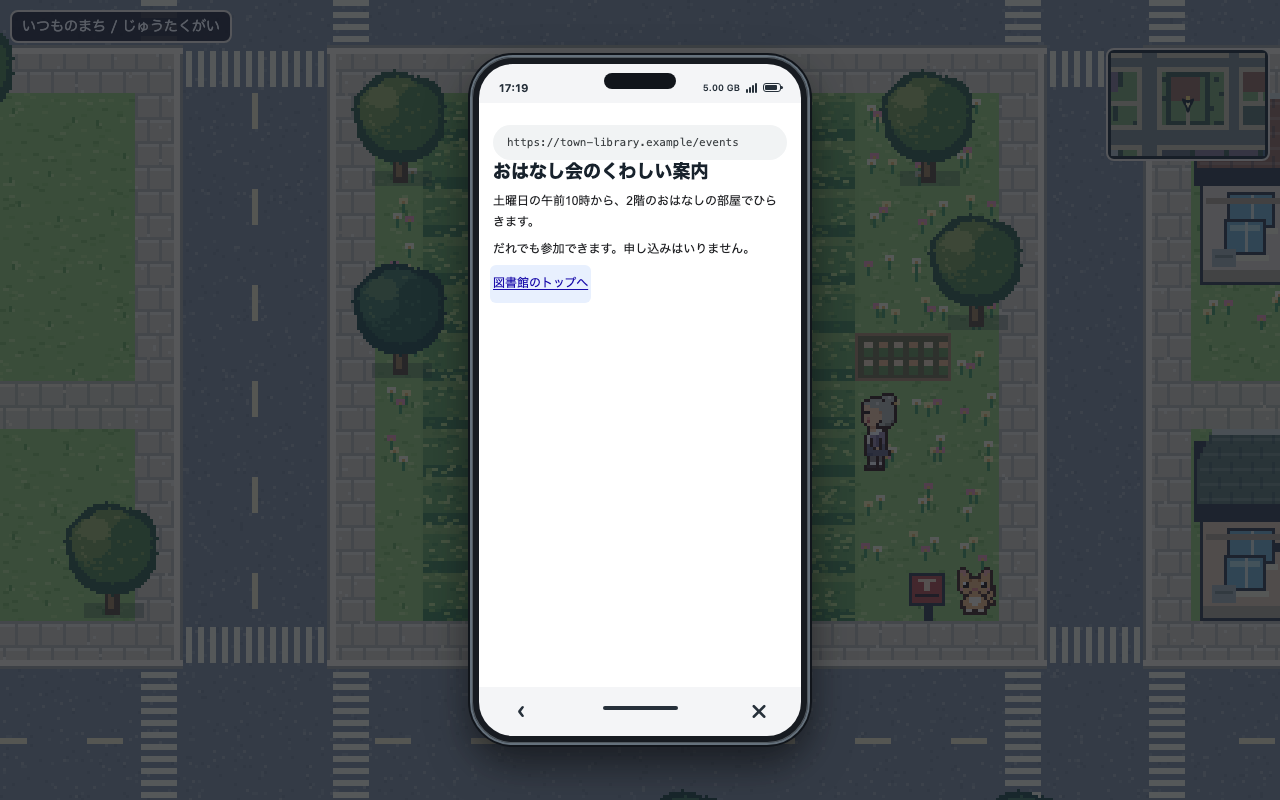 いつものまち / じゅうたくがい
17:19
5.00 GB
https://town-library.example/events
おはなし会のくわしい案内
土曜日の午前10時から、2階のおはなしの部屋でひら
きます。
だれでも参加できます。申し込みはいりません。
図書館のトップへ